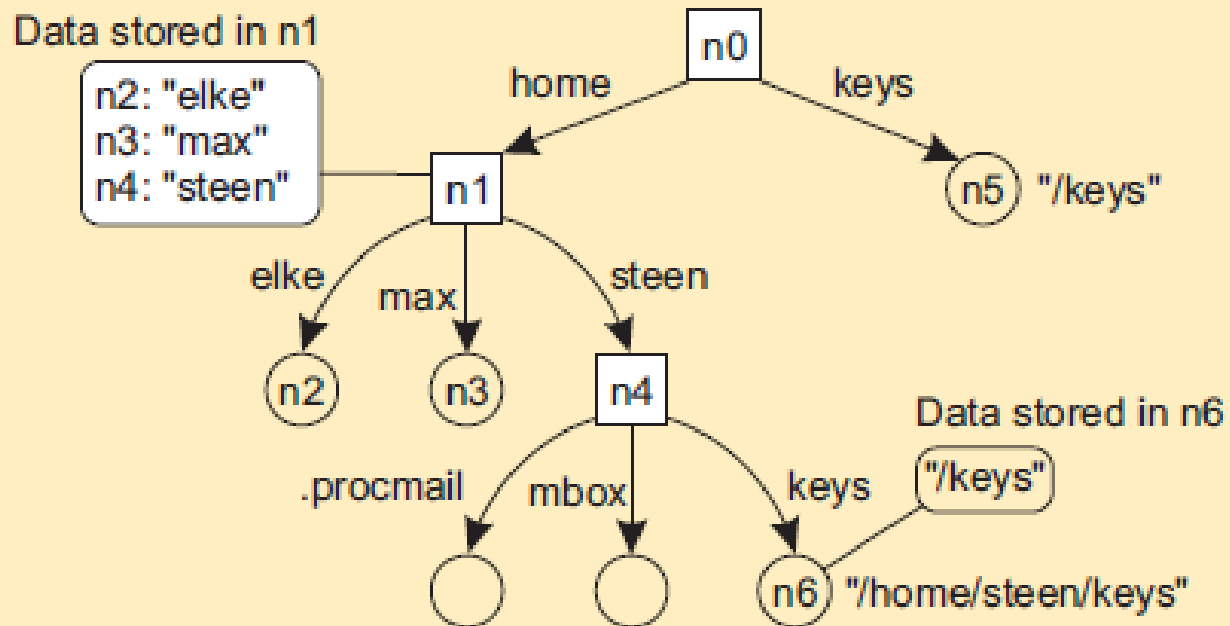 Data stored in n1
n2: "elke"
n3: "max"
n4: "steen"
n0
home
keys
n1
n5 "/keys"
elke
max
steen
n2
n3
n4
Data stored in n6
"/keys"
.procmail
mbox
keys
n6 "/home/steen/keys"